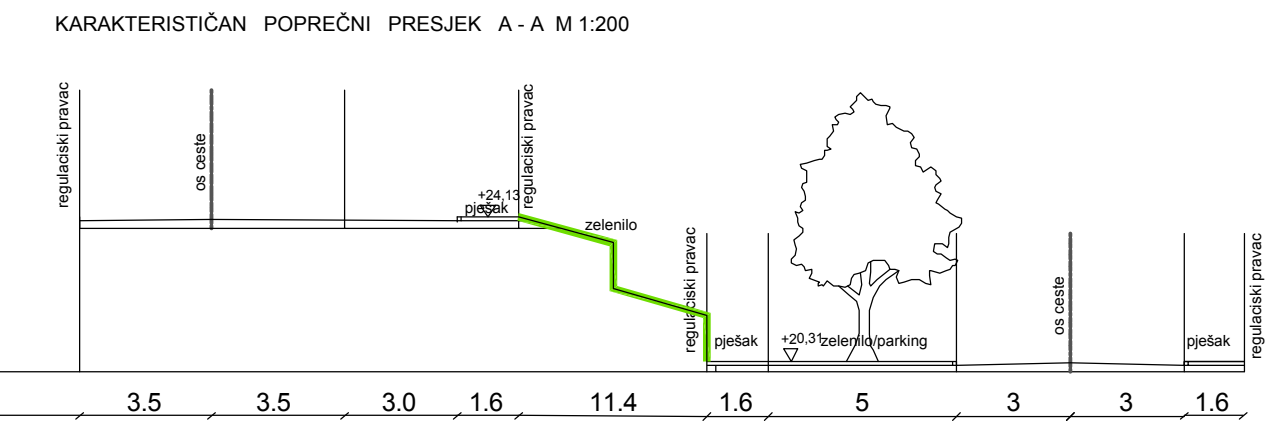 KARAKTERISTIČAN POPREČNI PRESJEK A - A M 1:200
regulaciski pravac
os ceste
+24,13
pješak
regulaciski pravac
zelenilo
regulaciski pravac
pješak
+20,31
zelenilo/parking
os ceste
pješak
regulaciski pravac
3.5 3.5 3.0 1.6 11.4 1.6 5 3 3 1.6